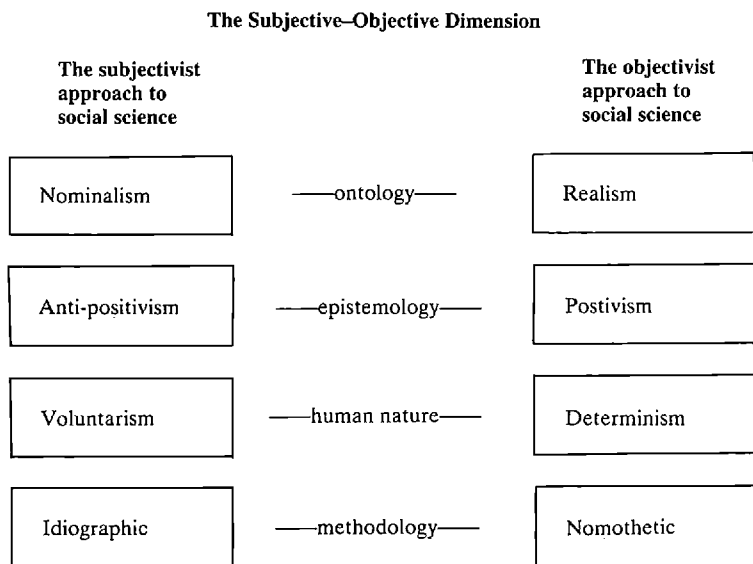 The Subjective–Objective Dimension
The subjectivist
approach to
social science
The objectivist
approach to
social science
Nominalism
ontology
Realism
Anti-positivism
epistemology
Postivism
Voluntarism
human nature
Determinism
Idiographic
methodology
Nomothetic